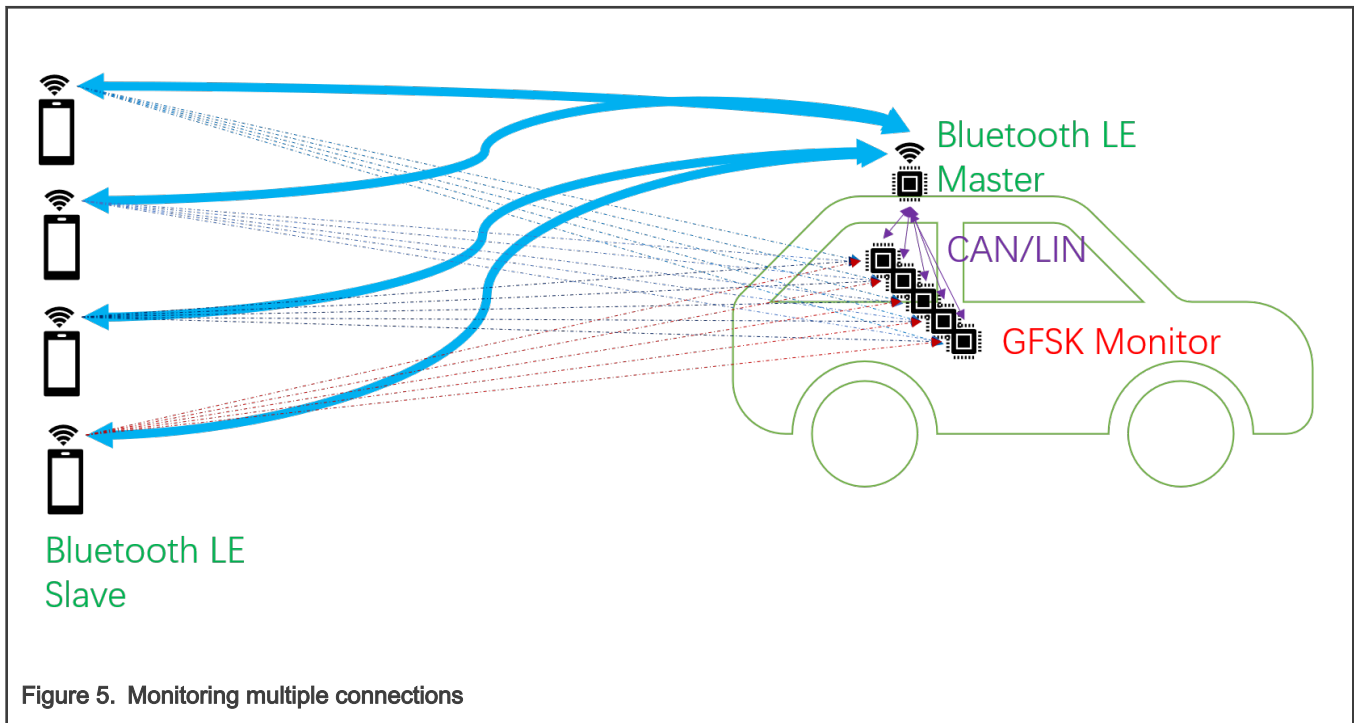 Bluetooth LE
Master
CAN/LIN
GFSK Monitor
Bluetooth LE
Slave
Figure 5. Monitoring multiple connections